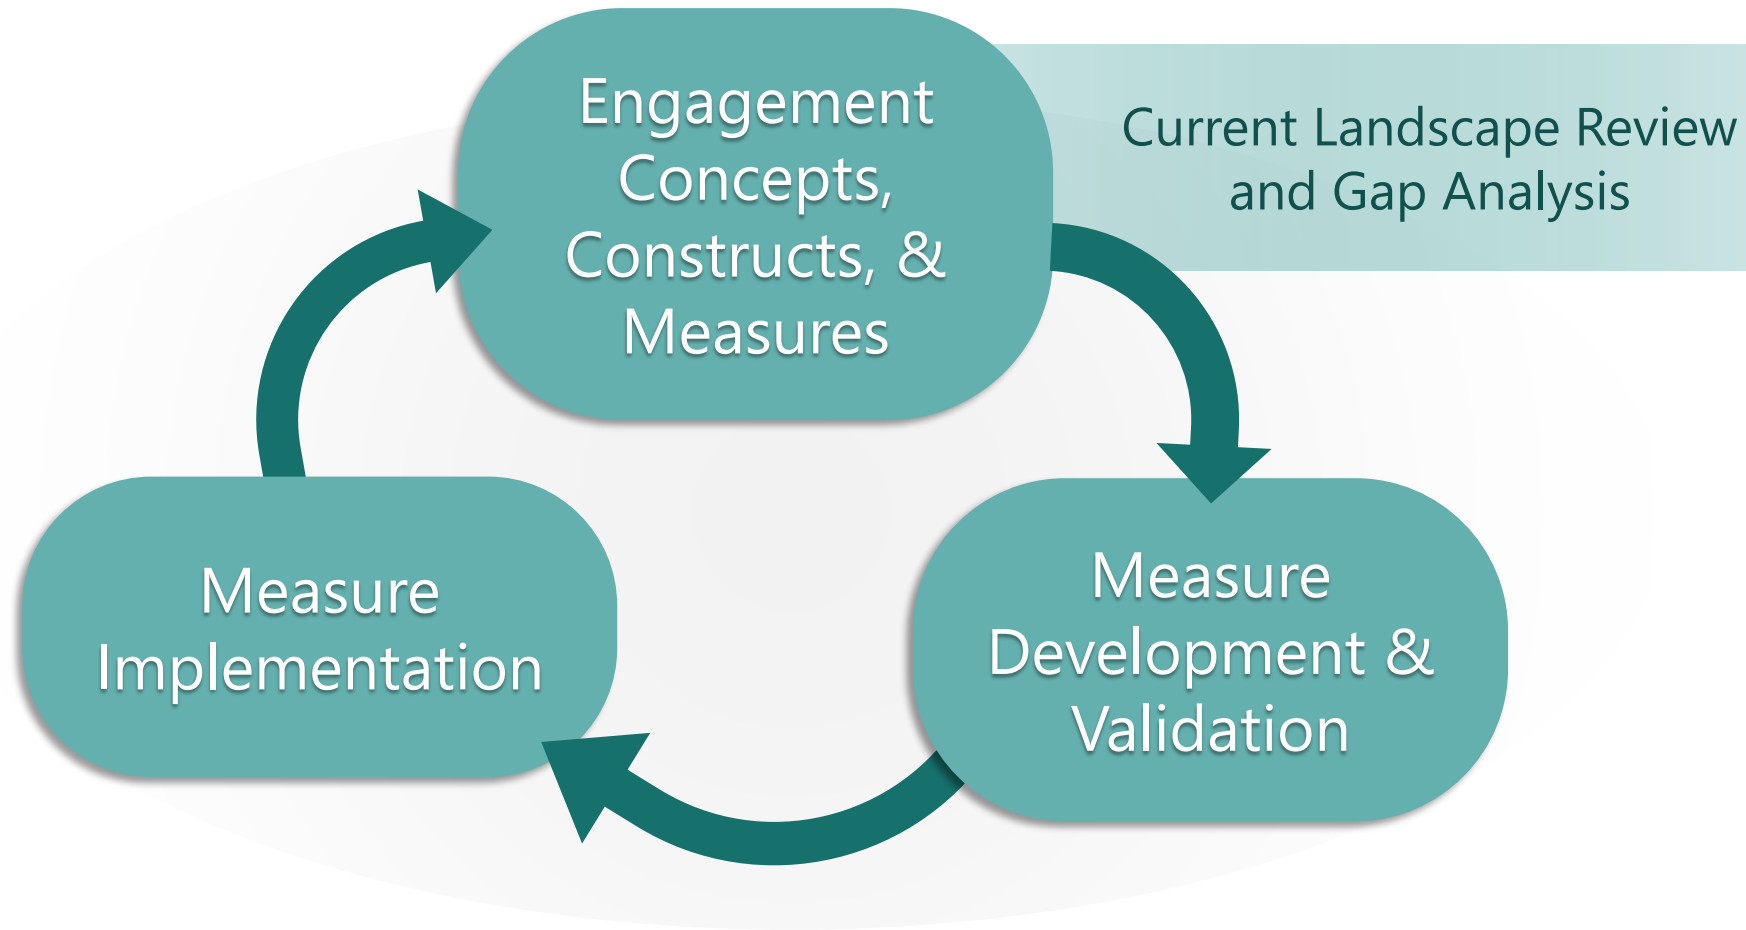 Engagement
Concepts,
Constructs, &
Measures
Current Landscape Review
and Gap Analysis
Measure
Development &
Validation
Measure
Implementation